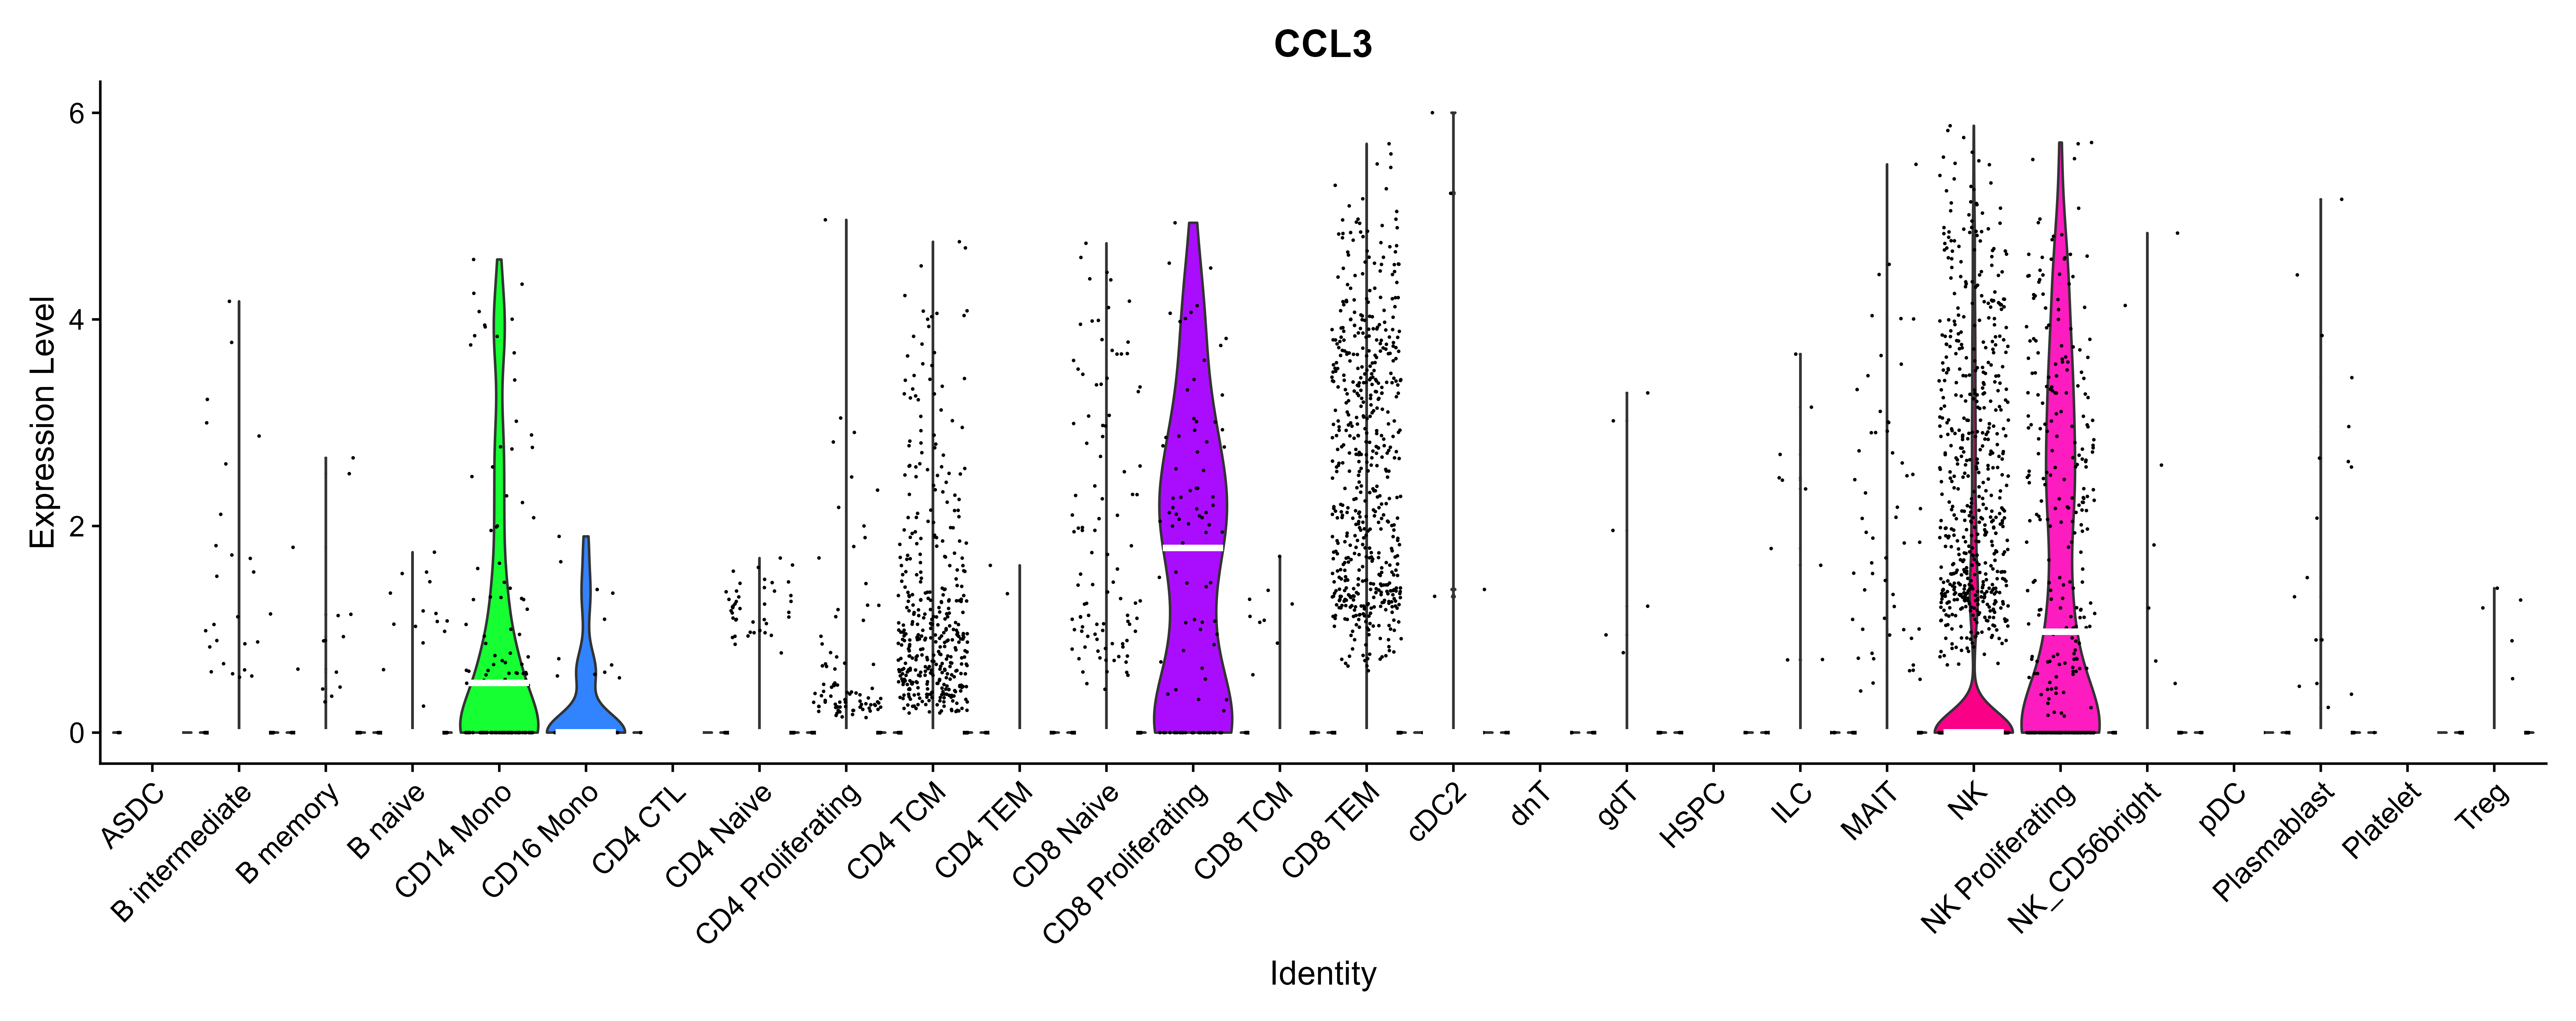 CCL3
Expression Level
6
4
2
0
ASDC
B intermediate
B memory
B naive
CD14 Mono
CD16 Mono
CD4 CTL
CD4 Naive
CD4 Proliferating
CD4 TCM
CD4 TEM
CD8 Naive
CD8 Proliferating
CD8 TCM
CD8 TEM
cDC2
dnT
gdT
HSPC
ILC
MAIT
NK
NK Proliferating
NK_CD56bright
pDC
Plasmablast
Platelet
Treg
Identity